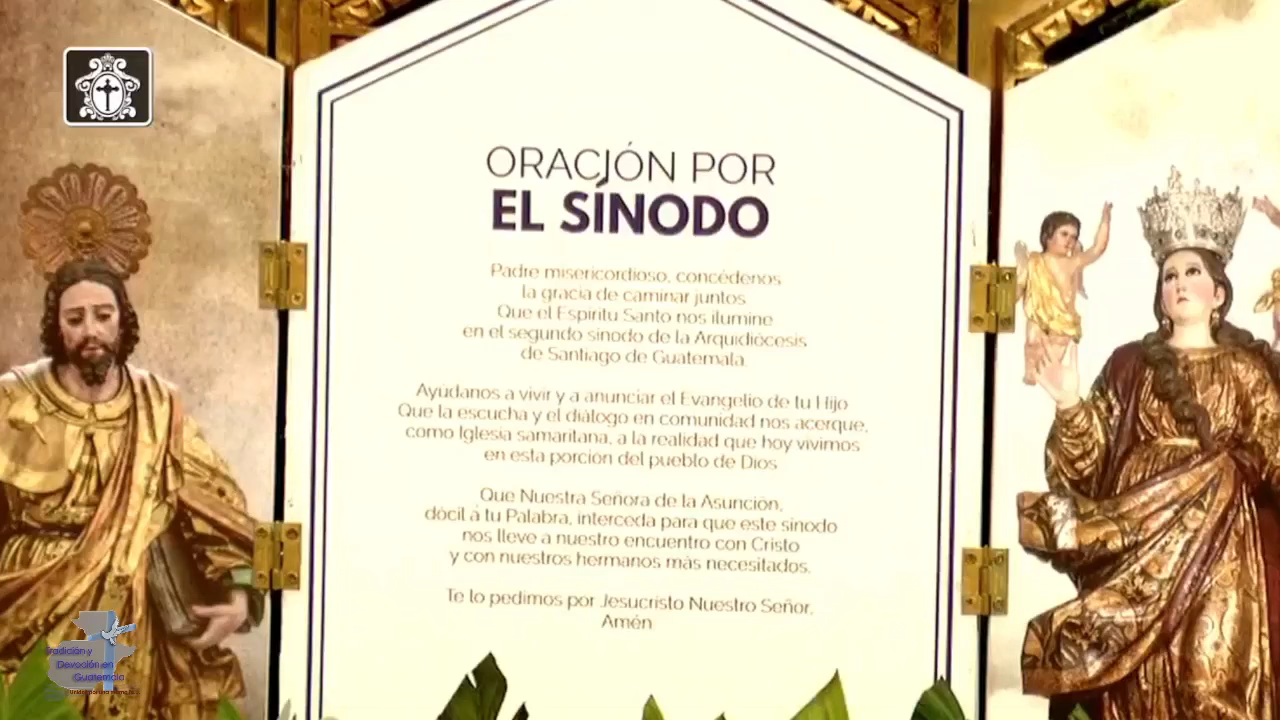 ORACIÓN POR
EL SÍNODO
Padre misericordioso, concédenos
la gracia de caminar juntos
Que el Espíritu Santo nos ilumine
en el segundo sínodo de la Arquidiócesis
de Santiago de Guatemala.
Ayúdanos a vivir y a anunciar el Evangelio de tu Hijo
Que la escucha y el diálogo en comunidad nos acerque,
como Iglesia samaritana, a la realidad que hoy vivimos
en esta porción del pueblo de Dios
Que Nuestra Señora de la Asunción,
dócil a tu Palabra, interceda para que este sínodo
nos lleve a nuestro encuentro con Cristo
y con nuestros hermanos más necesitados.
Te lo pedimos por Jesucristo Nuestro Señor.
Amén
Tradición y
Devoción en
Guatemala